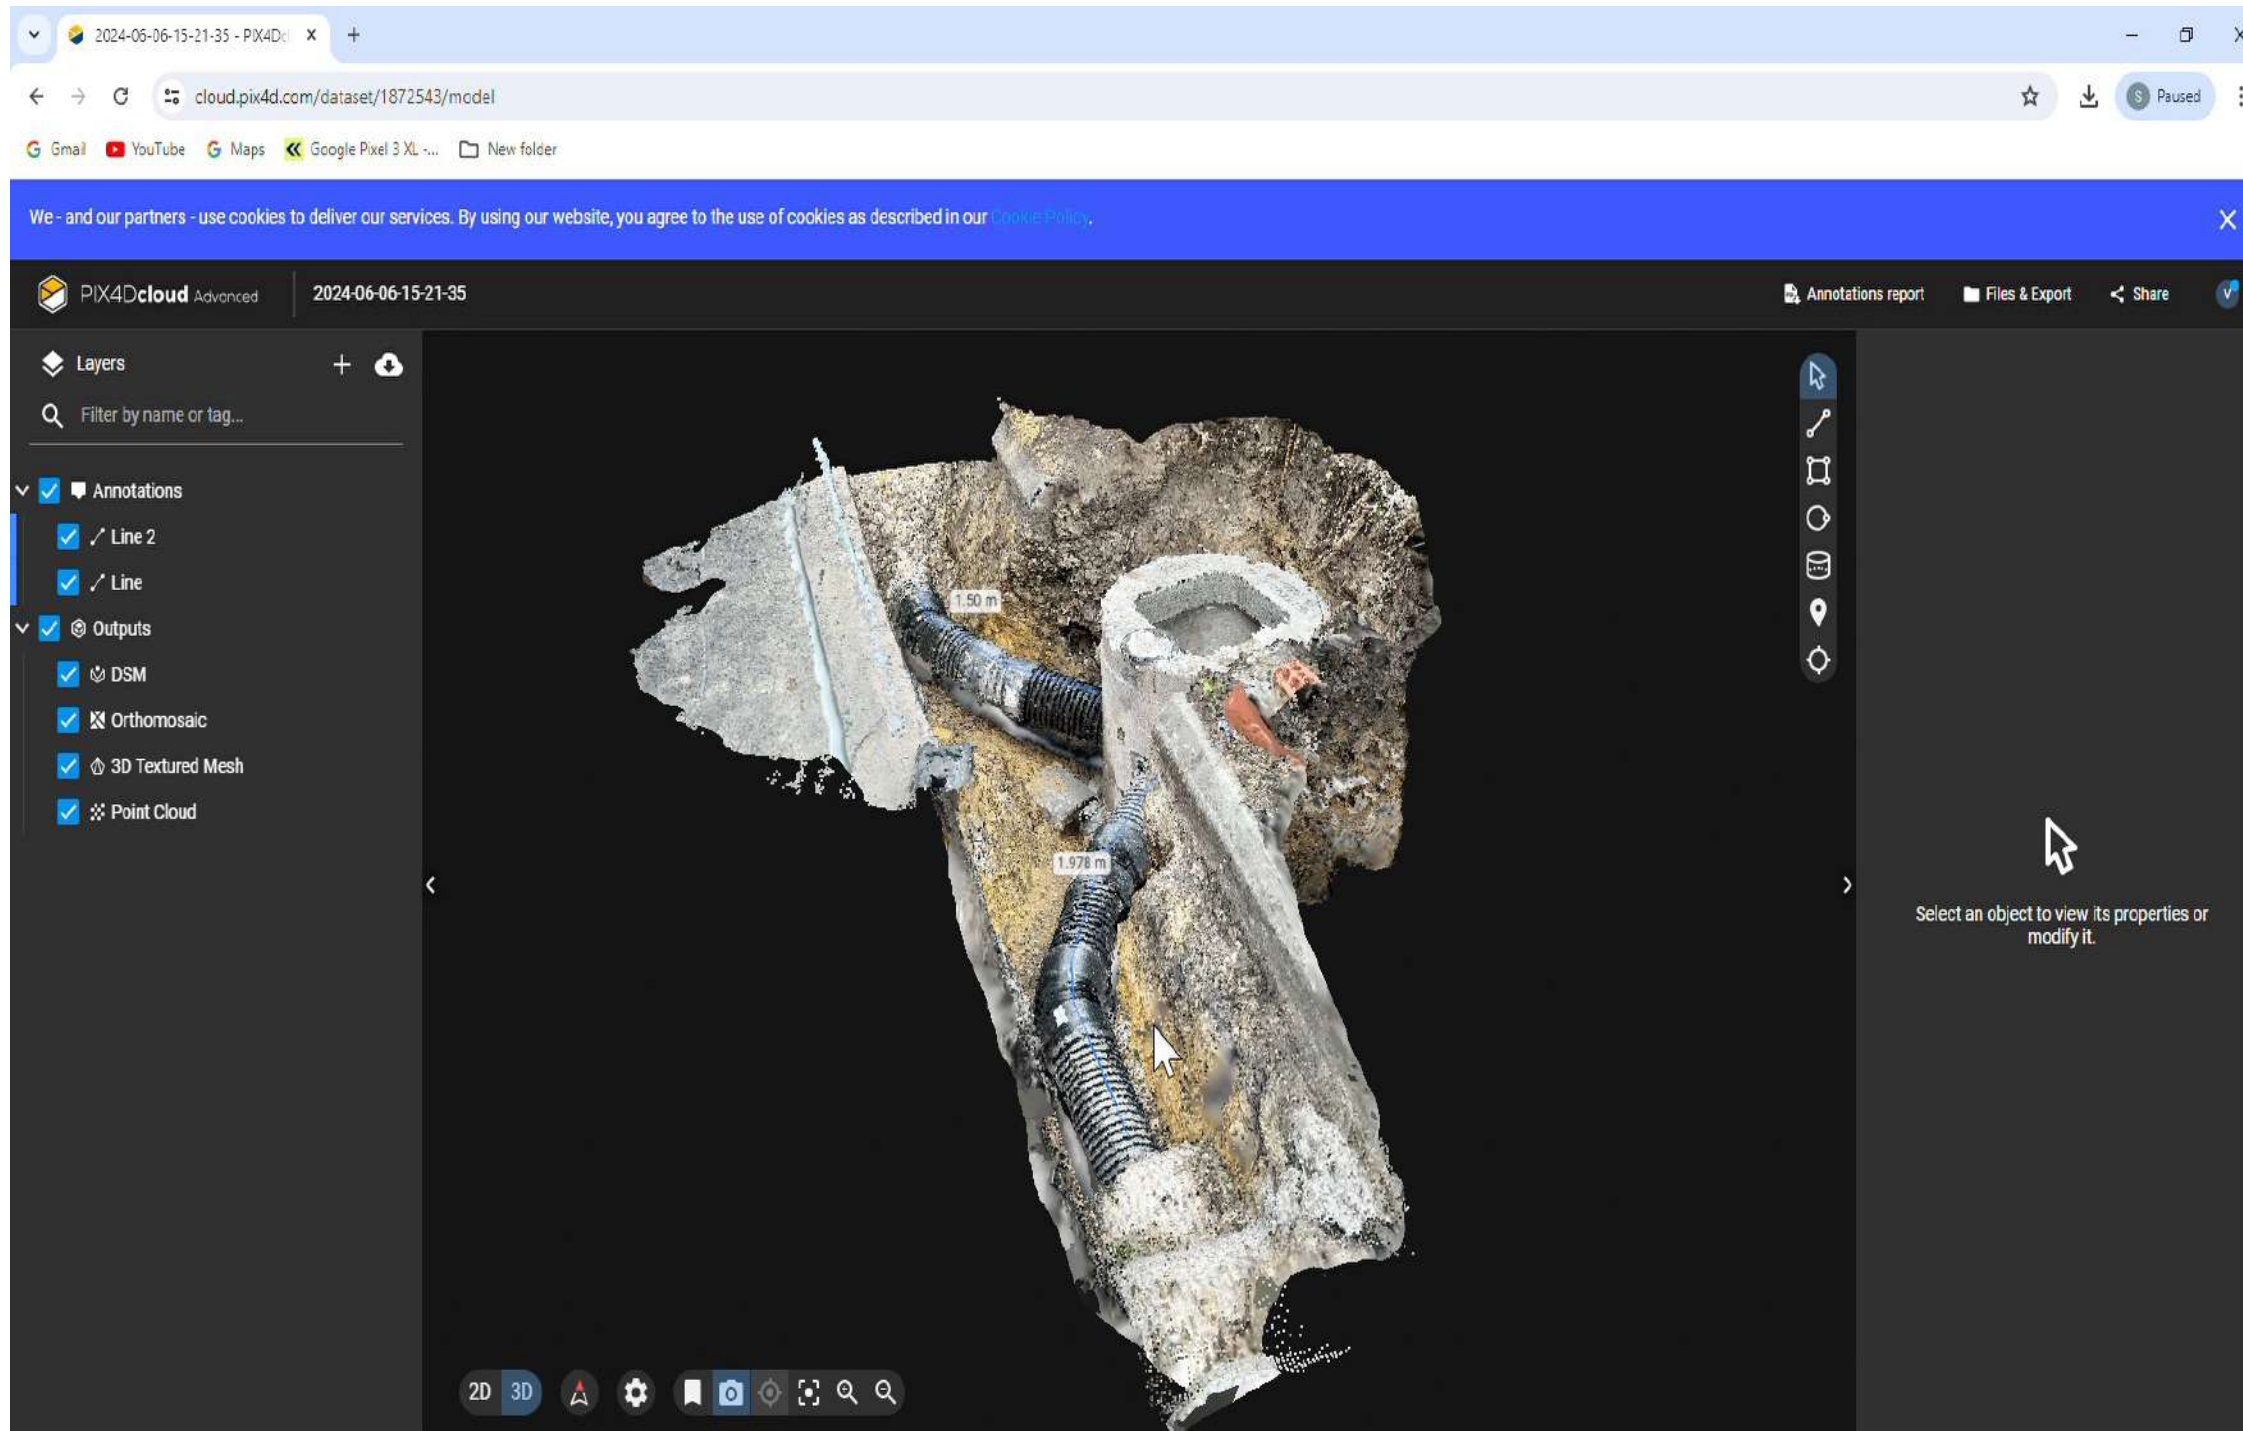 2024-06-06-15-21-35 - PIX4Dc
cloud.pix4d.com/dataset/1872543/model
Paused
Gmail YouTube Maps Google Pixel 3 XL -... New folder
We - and our partners - use cookies to deliver our services. By using our website, you agree to the use of cookies as described in our Cookie Policy.
PIX4Dcloud Advanced 2024-06-06-15-21-35 Annotations report Files & Export Share V
Layers
Filter by name or tag...
Annotations
Line 2
Line
Outputs
DSM
Orthomosaic
3D Textured Mesh
Point Cloud
1.50 m
1.978 m
Select an object to view its properties or
modify it.
2D 3D